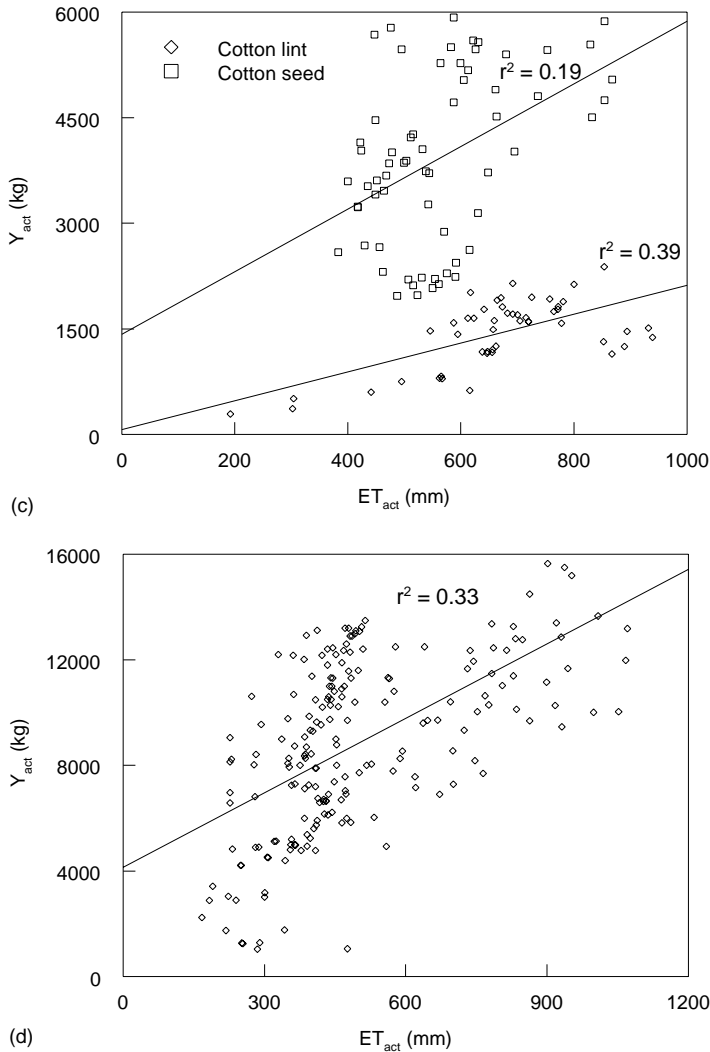 Cotton lint
Cotton seed
r² = 0.19
r² = 0.39
6000
4500
3000
1500
0
Y_act (kg)
0 200 400 600 800 1000
ET_act (mm)
(c)
r² = 0.33
16000
12000
8000
4000
0
Y_act (kg)
0 300 600 900 1200
ET_act (mm)
(d)